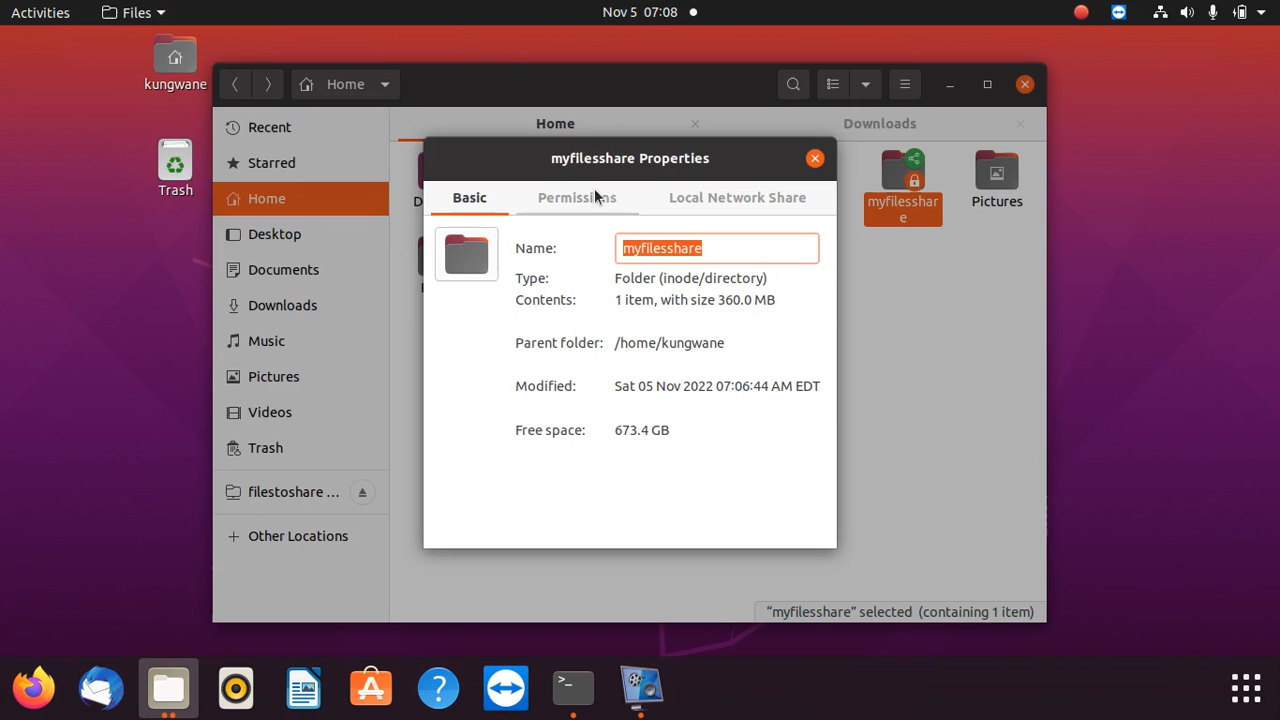 Activities
Files
Nov 5 07:08
kungwane
Trash
Home
Home
Downloads
Recent
Starred
Home
Desktop
Documents
Downloads
Music
Pictures
Videos
Trash
filestoshare ...
Other Locations
myfilesshare Properties
Basic
Permissions
Local Network Share
Name: myfilesshare
Type: Folder (inode/directory)
Contents: 1 item, with size 360.0 MB
Parent folder: /home/kungwane
Modified: Sat 05 Nov 2022 07:06:44 AM EDT
Free space: 673.4 GB
myfilesshar
e
Pictures
“myfilesshare” selected (containing 1 item)